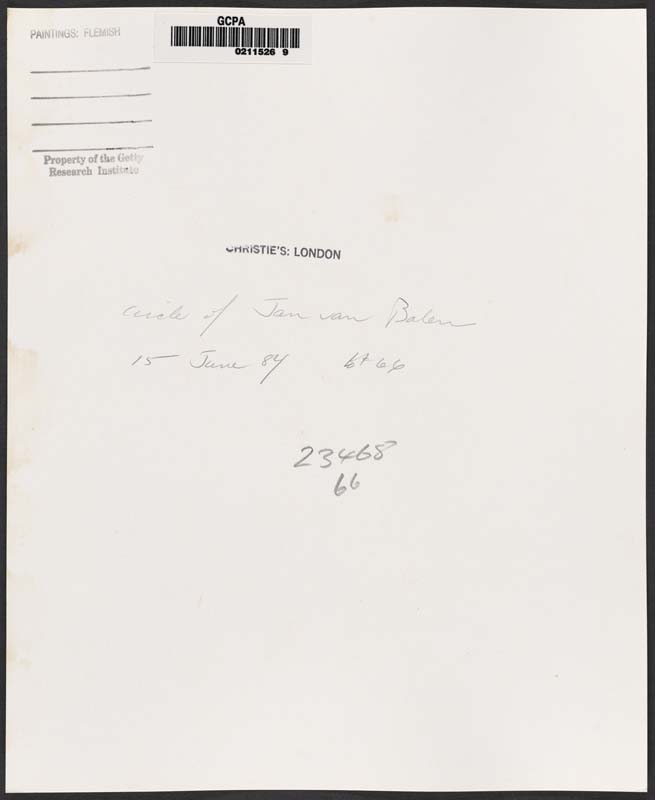 PAINTINGS: FLEMISH
GCPA
0211526 9
Property of the Getty
Research Institute
CHRISTIE'S: LONDON
circle of Jan van Balen
15 June 84 lot 66
23468
66